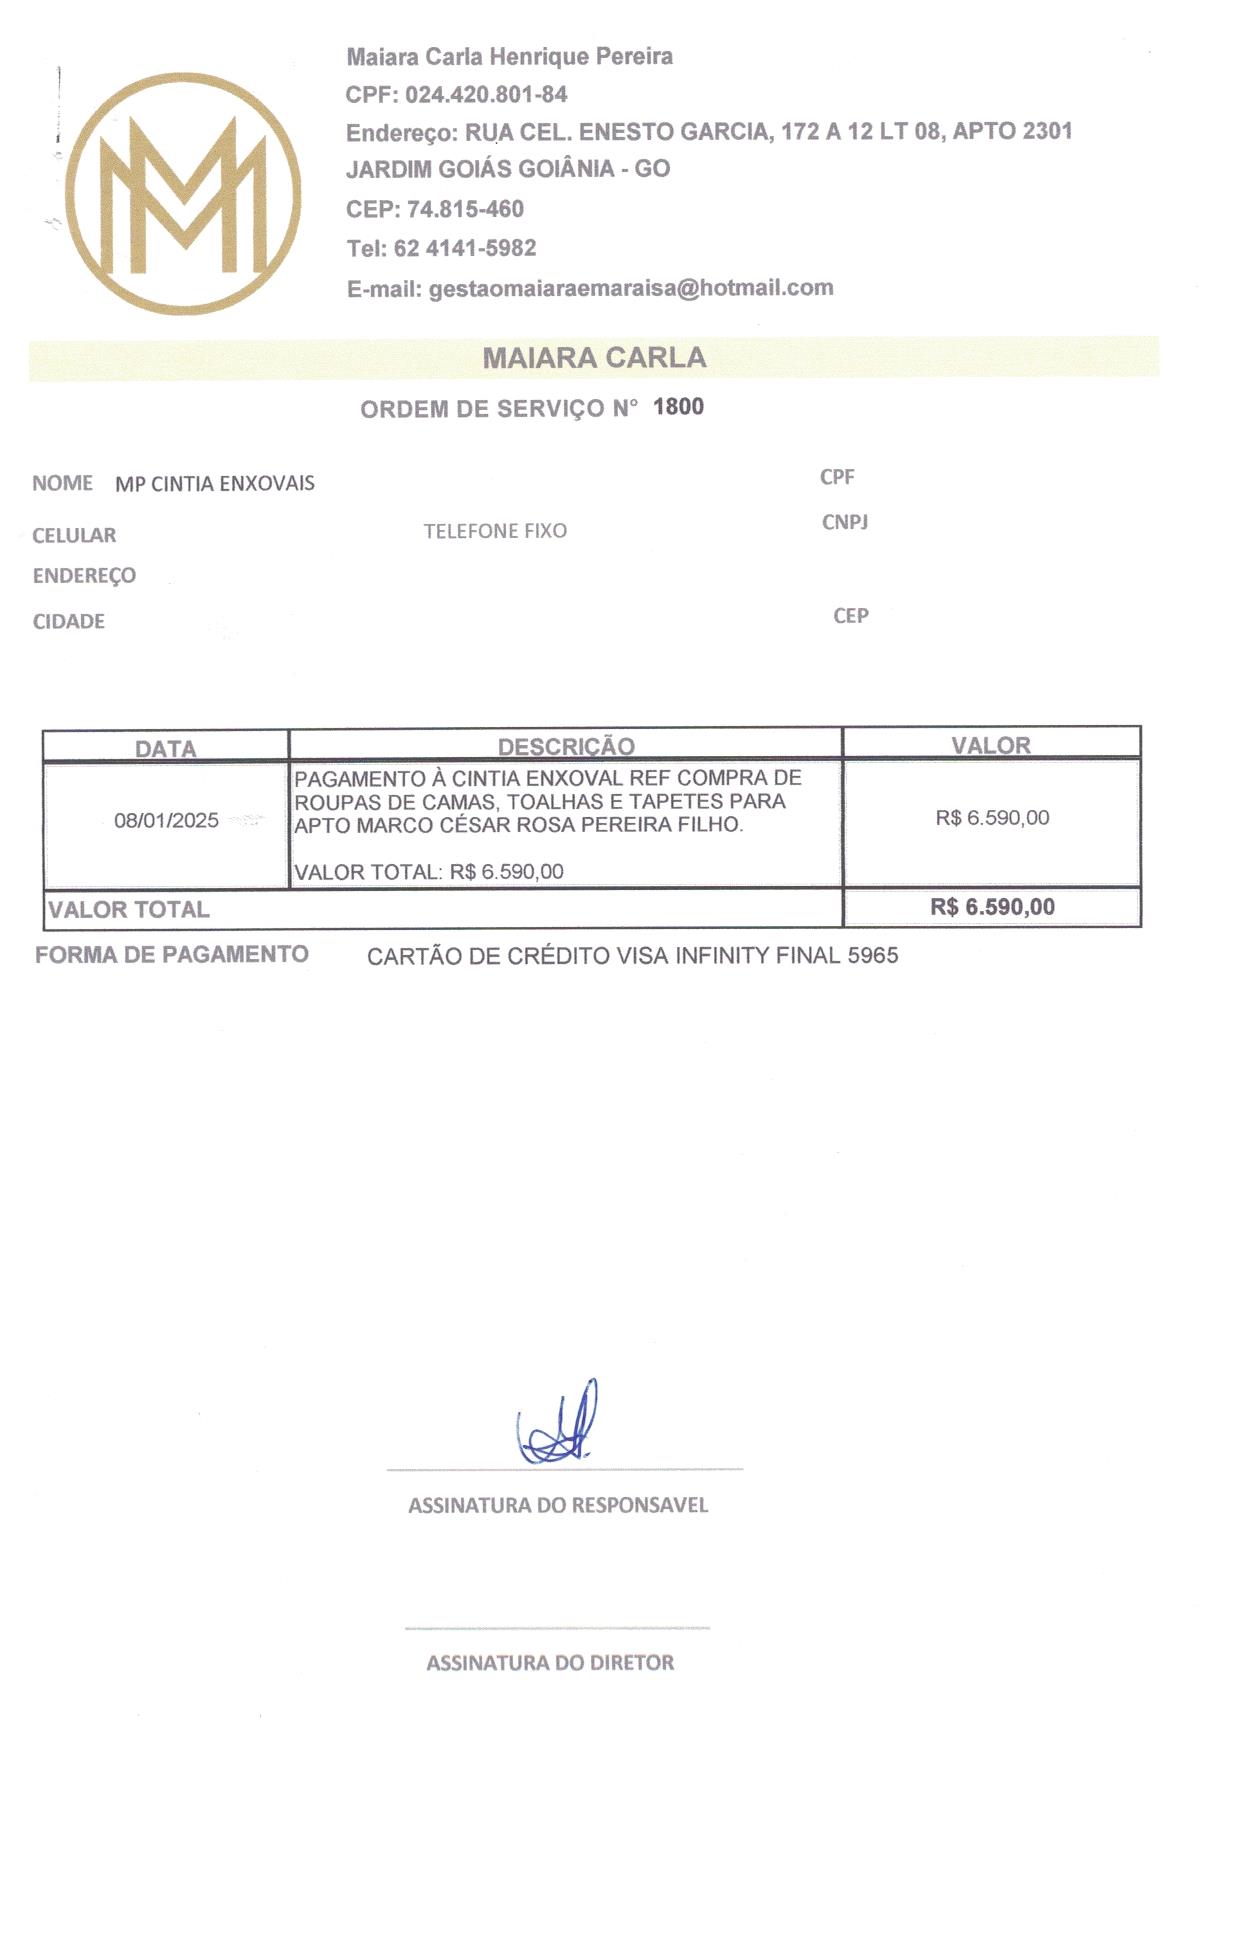 Maiara Carla Henrique Pereira
CPF: 024.420.801-84
Endereço: RUA CEL. ENESTO GARCIA, 172 A 12 LT 08, APTO 2301
JARDIM GOIÁS GOIÂNIA - GO
CEP: 74.815-460
Tel: 62 4141-5982
E-mail: gestaomaiaraemaraisa@hotmail.com
MAIARA CARLA
ORDEM DE SERVIÇO N° 1800
NOME MP CINTIA ENXOVAIS CPF
CELULAR TELEFONE FIXO CNPJ
ENDEREÇO
CIDADE CEP
DATA DESCRIÇÃO VALOR
PAGAMENTO À CINTIA ENXOVAL REF COMPRA DE
ROUPAS DE CAMAS, TOALHAS E TAPETES PARA
08/01/2025 APTO MARCO CÉSAR ROSA PEREIRA FILHO. R$ 6.590,00
VALOR TOTAL: R$ 6.590,00
VALOR TOTAL R$ 6.590,00
FORMA DE PAGAMENTO CARTÃO DE CRÉDITO VISA INFINITY FINAL 5965
ASSINATURA DO RESPONSAVEL
ASSINATURA DO DIRETOR